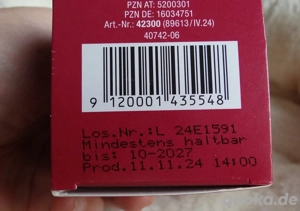 PZN AT: 5200301
PZN DE: 16034751
Art.-Nr.: 42300 (89613/IV.24)
40742-06
9 120001 435548
Los.Nr.:L 24E1591
Mindestens haltbar
bis: 10-2027
Prod.11.11.24 14:00